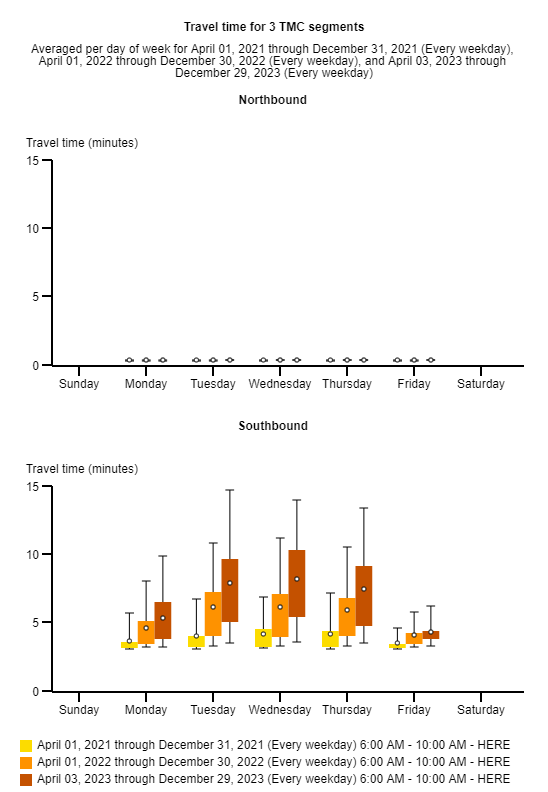 Travel time for 3 TMC segments
Averaged per day of week for April 01, 2021 through December 31, 2021 (Every weekday),
April 01, 2022 through December 30, 2022 (Every weekday), and April 03, 2023 through
December 29, 2023 (Every weekday)
Northbound
Travel time (minutes)
15
10
5
0
Sunday Monday Tuesday Wednesday Thursday Friday Saturday
Southbound
Travel time (minutes)
15
10
5
0
Sunday Monday Tuesday Wednesday Thursday Friday Saturday
April 01, 2021 through December 31, 2021 (Every weekday) 6:00 AM - 10:00 AM - HERE
April 01, 2022 through December 30, 2022 (Every weekday) 6:00 AM - 10:00 AM - HERE
April 03, 2023 through December 29, 2023 (Every weekday) 6:00 AM - 10:00 AM - HERE